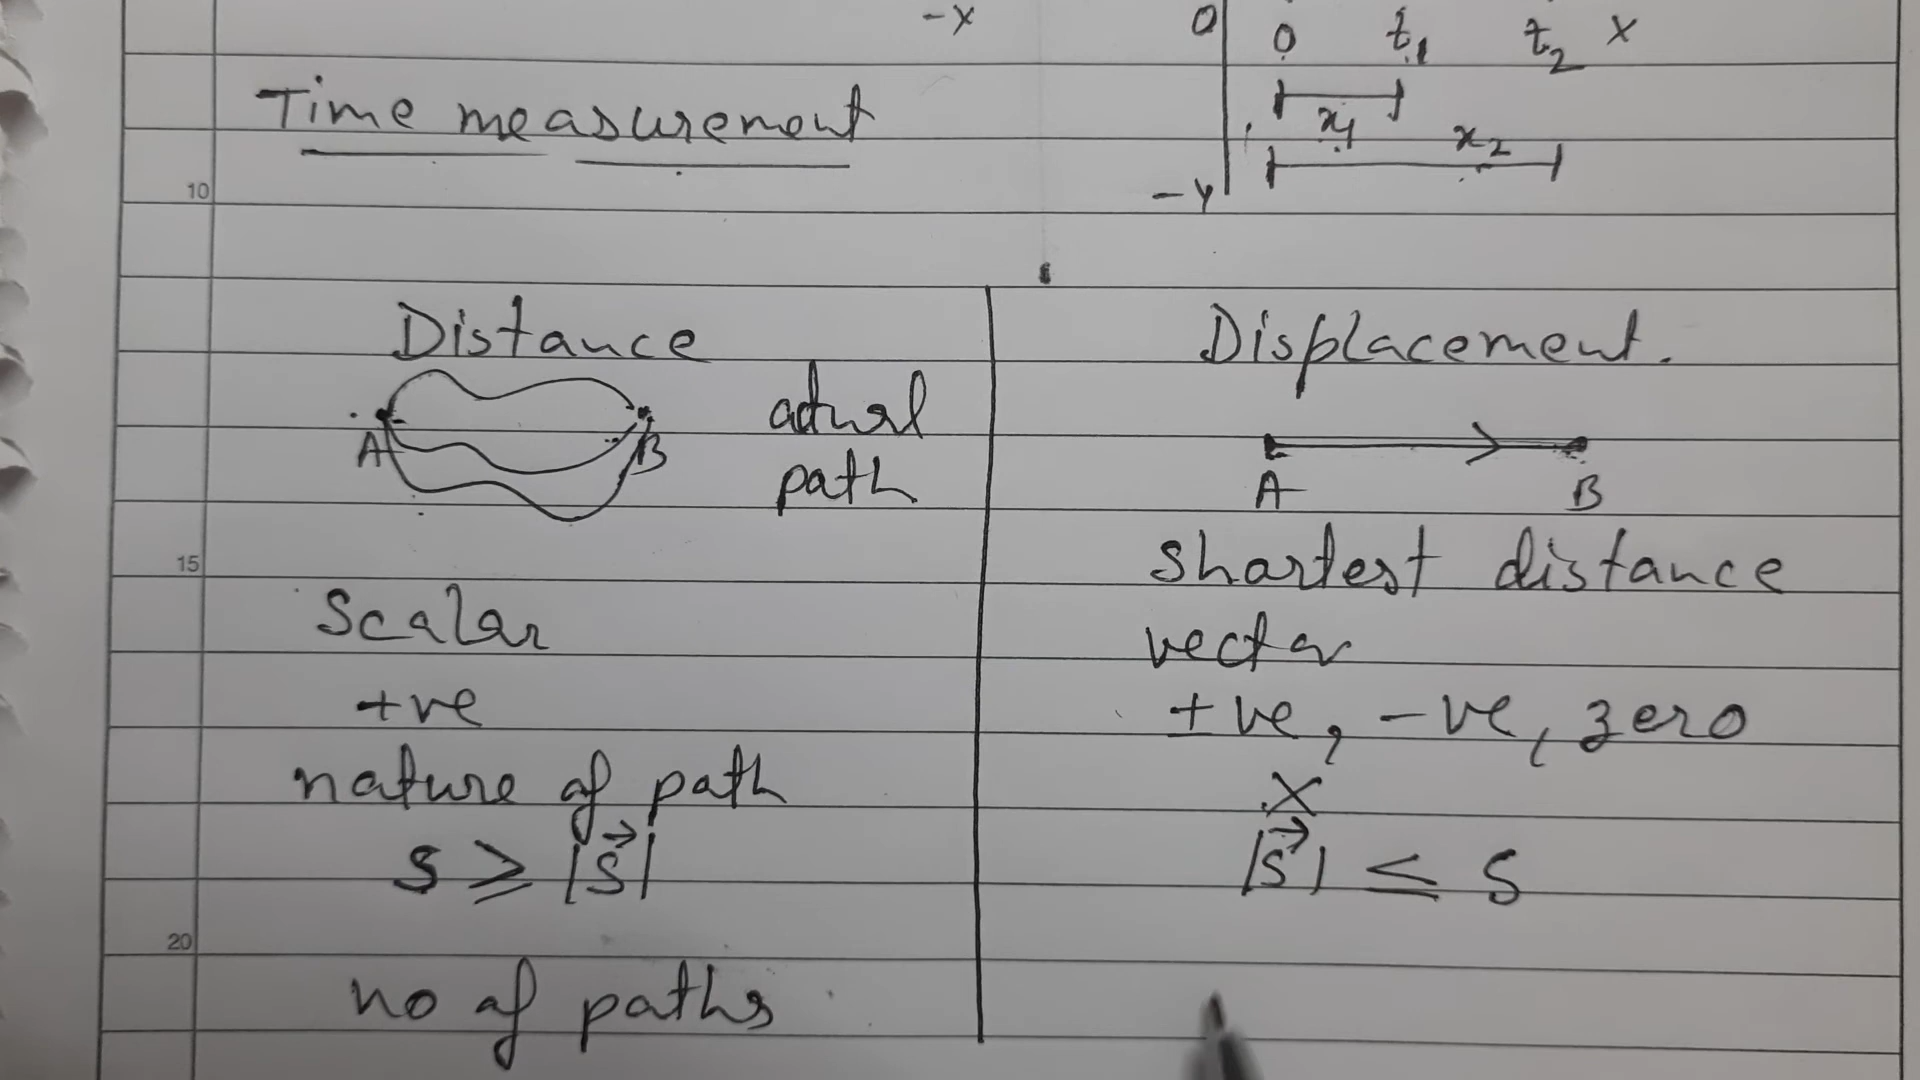 -x 0 0 t1 t2 x
Time measurement
x1
x2
-y
10
Distance
Displacement.
actual
path
A B
A B
15
shortest distance
Scalar
vector
+ve
+ve, -ve, zero
nature of path
X
s ≥ |s⃗|
|s⃗| ≤ s
20
no of paths